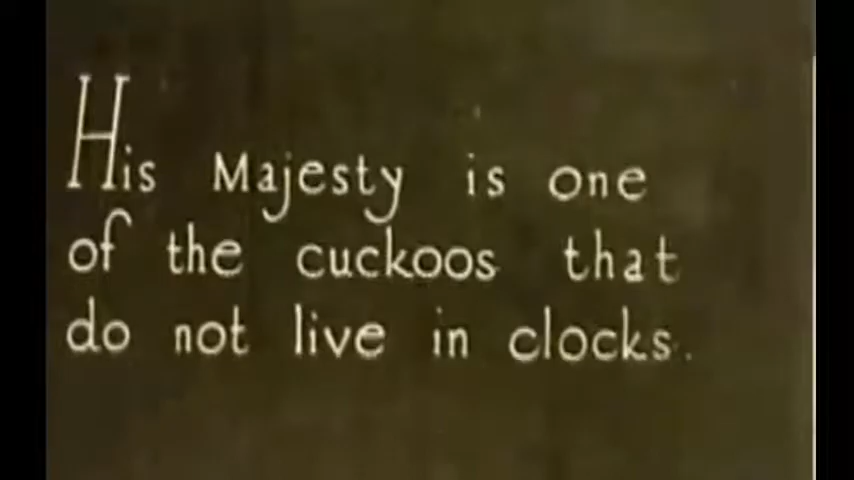 His Majesty is one
of the cuckoos that
do not live in clocks.